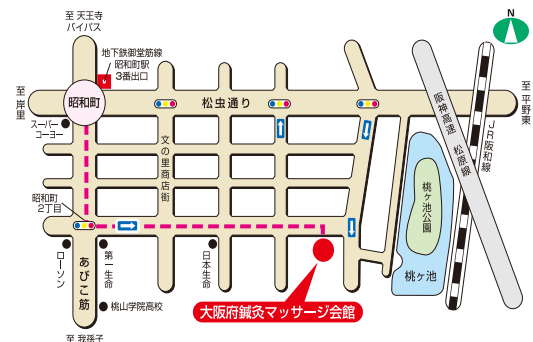 至 天王寺
バイパス
N
地下鉄御堂筋線
昭和町駅
3番出口
至 岸里
昭和町
松虫通り
至 平野東
スーパー
コーヨー
阪神高速 松原線
JR阪和線
文の里商店街
昭和町
2丁目
桃ヶ池公園
桃ヶ池
ローソン
あびこ筋
第一生命
日本生命
桃山学院高校
大阪府鍼灸マッサージ会館
至 我孫子